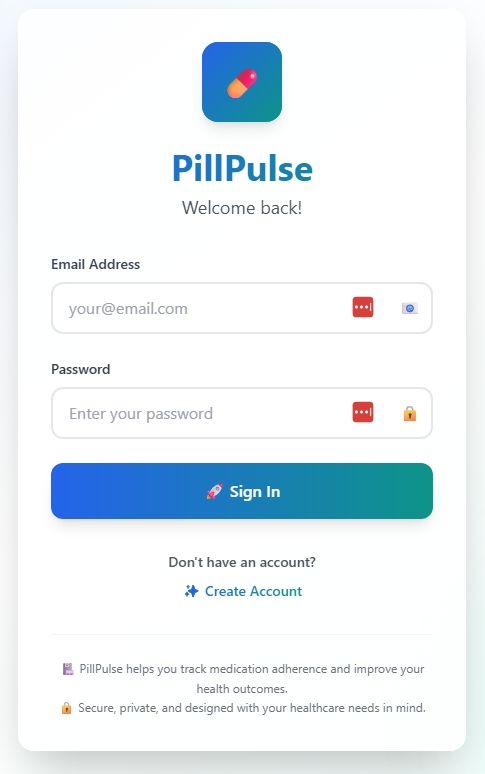 PillPulse
Welcome back!
Email Address
your@email.com
Password
Enter your password
Sign In
Don't have an account?
Create Account
PillPulse helps you track medication adherence and improve your
health outcomes.
Secure, private, and designed with your healthcare needs in mind.